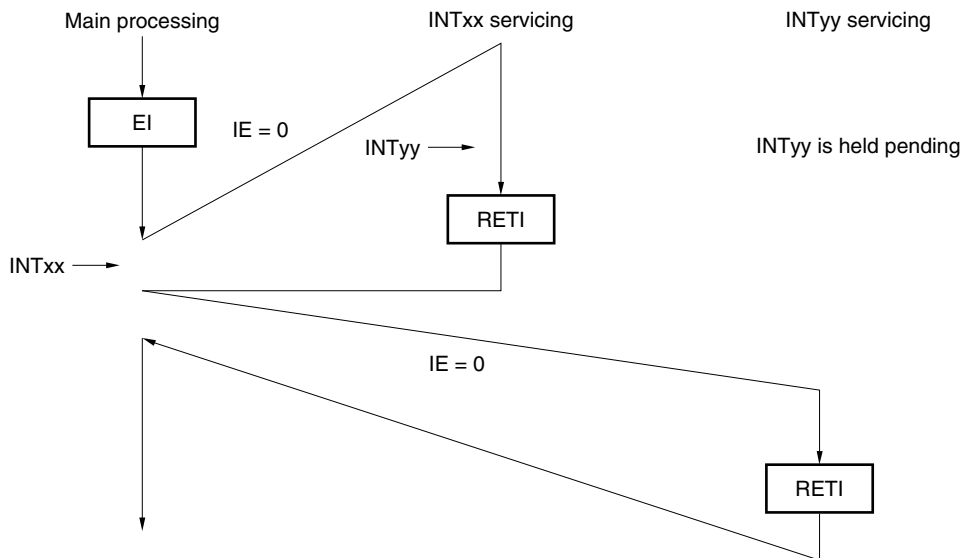 Main processing
INTxx servicing
INTyy servicing
EI
IE = 0
INTyy
INTyy is held pending
RETI
INTxx
IE = 0
RETI